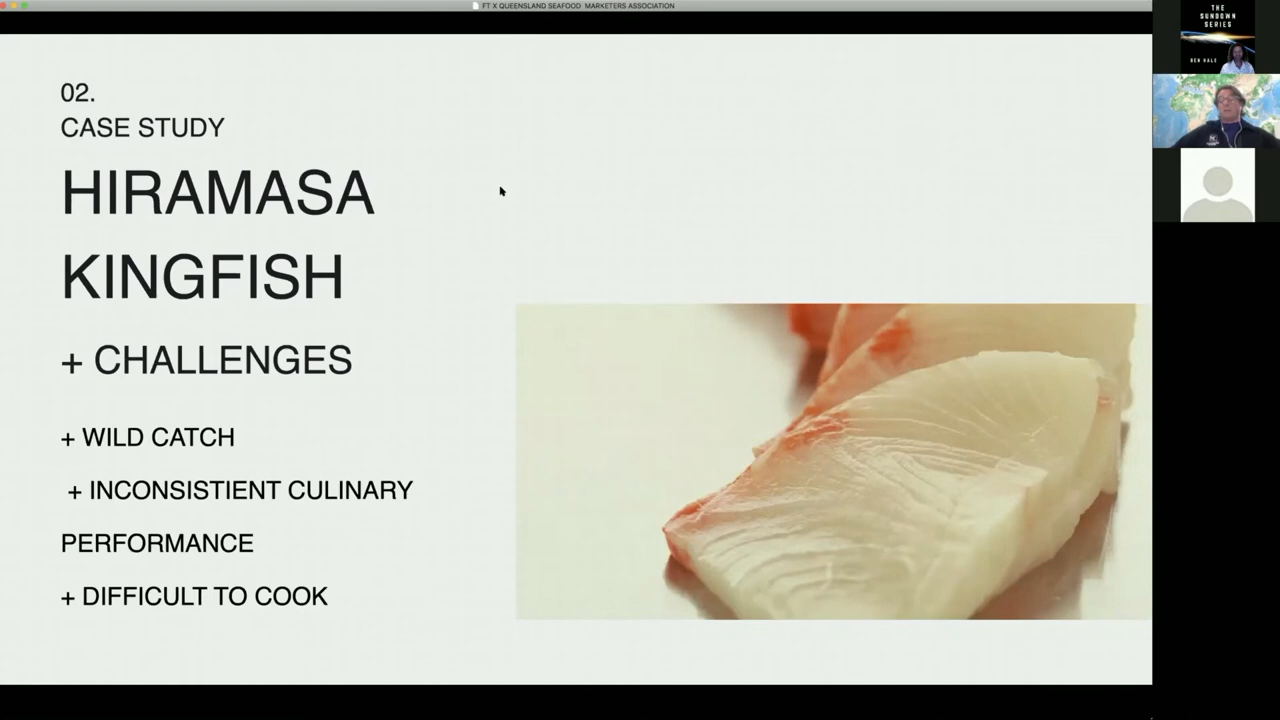 FT X QUEENSLAND SEAFOOD MARKETERS ASSOCIATION
02.
CASE STUDY
HIRAMASA
KINGFISH
+ CHALLENGES
+ WILD CATCH
+ INCONSISTIENT CULINARY
PERFORMANCE
+ DIFFICULT TO COOK
THE
SUNDOWN
SERIES
BEN HALE